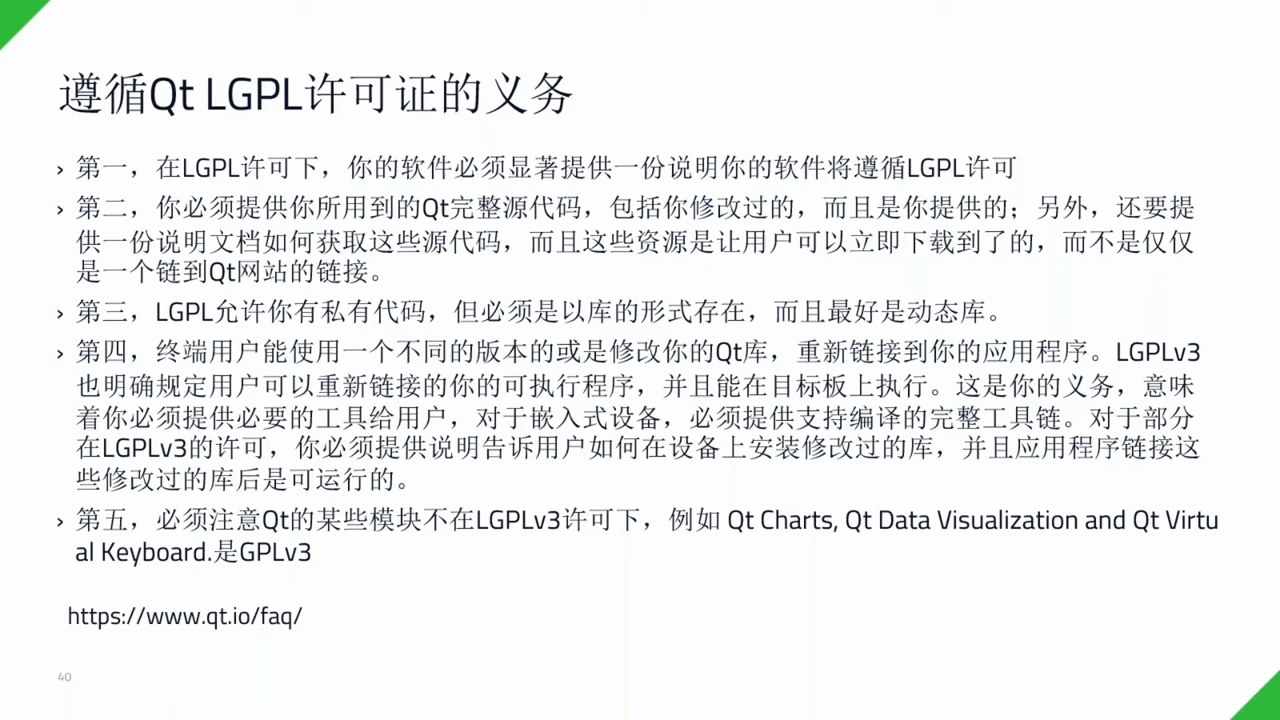 遵循Qt LGPL许可证的义务
› 第一，在LGPL许可下，你的软件必须显著提供一份说明你的软件将遵循LGPL许可
› 第二，你必须提供你所用到的Qt完整源代码，包括你修改过的，而且是你提供的；另外，还要提
供一份说明文档如何获取这些源代码，而且这些资源是让用户可以立即下载到了的，而不是仅仅
是一个链到Qt网站的链接。
› 第三，LGPL允许你有私有代码，但必须是以库的形式存在，而且最好是动态库。
› 第四，终端用户能使用一个不同的版本的或是修改你的Qt库，重新链接到你的应用程序。LGPLv3
也明确规定用户可以重新链接的你的可执行程序，并且能在目标板上执行。这是你的义务，意味
着你必须提供必要的工具给用户，对于嵌入式设备，必须提供支持编译的完整工具链。对于部分
在LGPLv3的许可，你必须提供说明告诉用户如何在设备上安装修改过的库，并且应用程序链接这
些修改过的库后是可运行的。
› 第五，必须注意Qt的某些模块不在LGPLv3许可下，例如 Qt Charts, Qt Data Visualization and Qt Virtu
al Keyboard.是GPLv3
https://www.qt.io/faq/
40